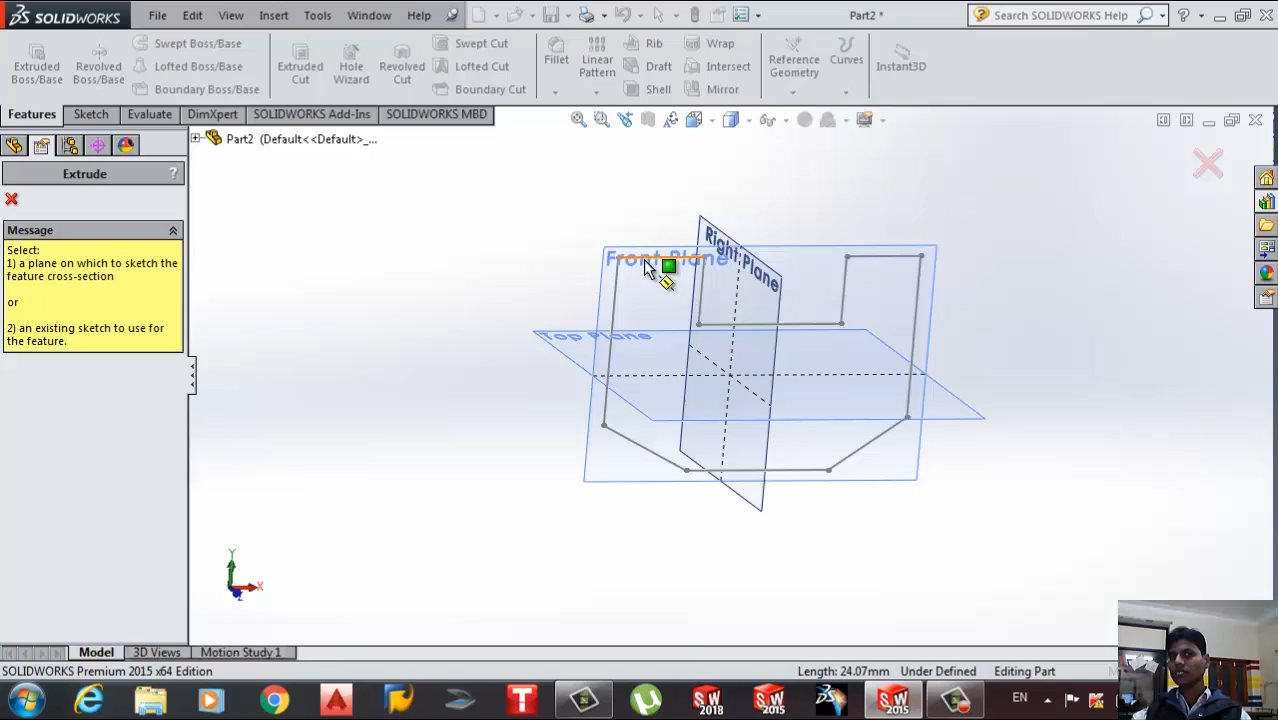 SOLIDWORKS
File Edit View Insert Tools Window Help
Part2 *
Search SOLIDWORKS Help
Extruded Boss/Base
Revolved Boss/Base
Swept Boss/Base
Lofted Boss/Base
Boundary Boss/Base
Extruded Cut
Hole Wizard
Revolved Cut
Swept Cut
Lofted Cut
Boundary Cut
Fillet
Linear Pattern
Rib
Draft
Shell
Wrap
Intersect
Mirror
Reference Geometry
Curves
Instant3D
Features Sketch Evaluate DimXpert SOLIDWORKS Add-Ins SOLIDWORKS MBD
Part2 (Default<<Default>_...
Extrude
?
Message
Select:
1) a plane on which to sketch the
feature cross-section
or
2) an existing sketch to use for
the feature.
Front Plane
Right Plane
Top Plane
Y
X
Z
Model 3D Views Motion Study 1
SOLIDWORKS Premium 2015 x64 Edition
Length: 24.07mm Under Defined Editing Part
SW 2018
SW 2015
SW 2015
EN